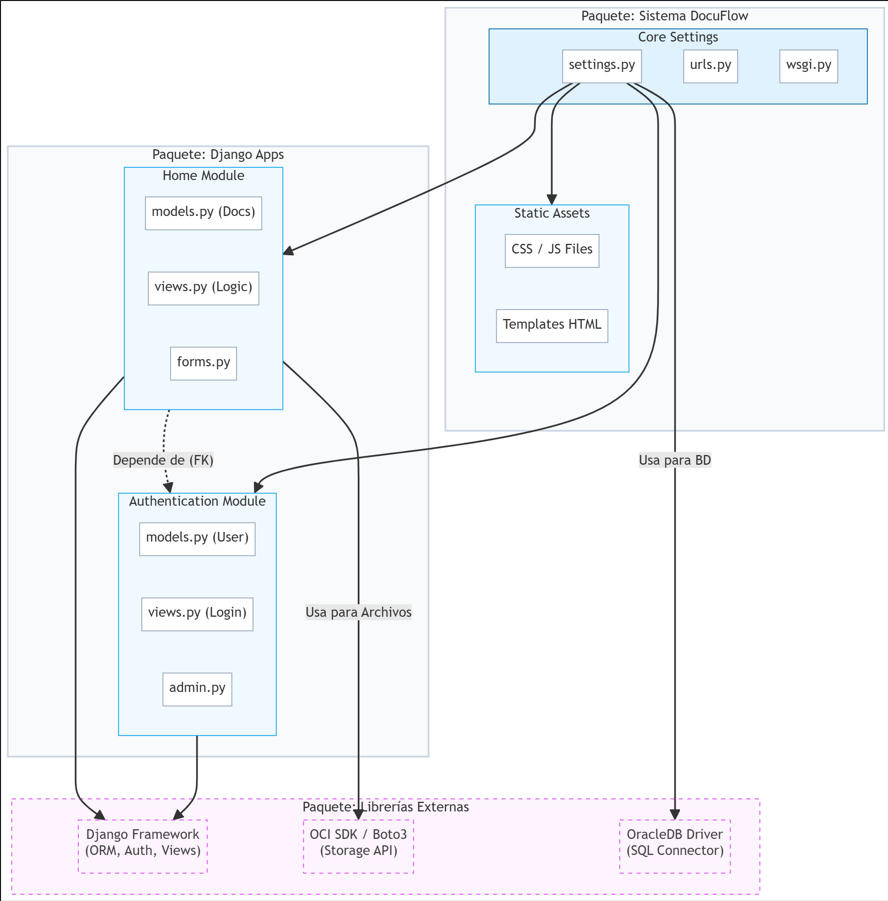 Paquete: Sistema DocuFlow
Core Settings
settings.py
urls.py
wsgi.py
Paquete: Django Apps
Home Module
models.py (Docs)
views.py (Logic)
forms.py
Static Assets
CSS / JS Files
Templates HTML
Depende de (FK)
Usa para BD
Authentication Module
models.py (User)
views.py (Login)
admin.py
Usa para Archivos
Paquete: Librerías Externas
Django Framework
(ORM, Auth, Views)
OCI SDK / Boto3
(Storage API)
OracleDB Driver
(SQL Connector)